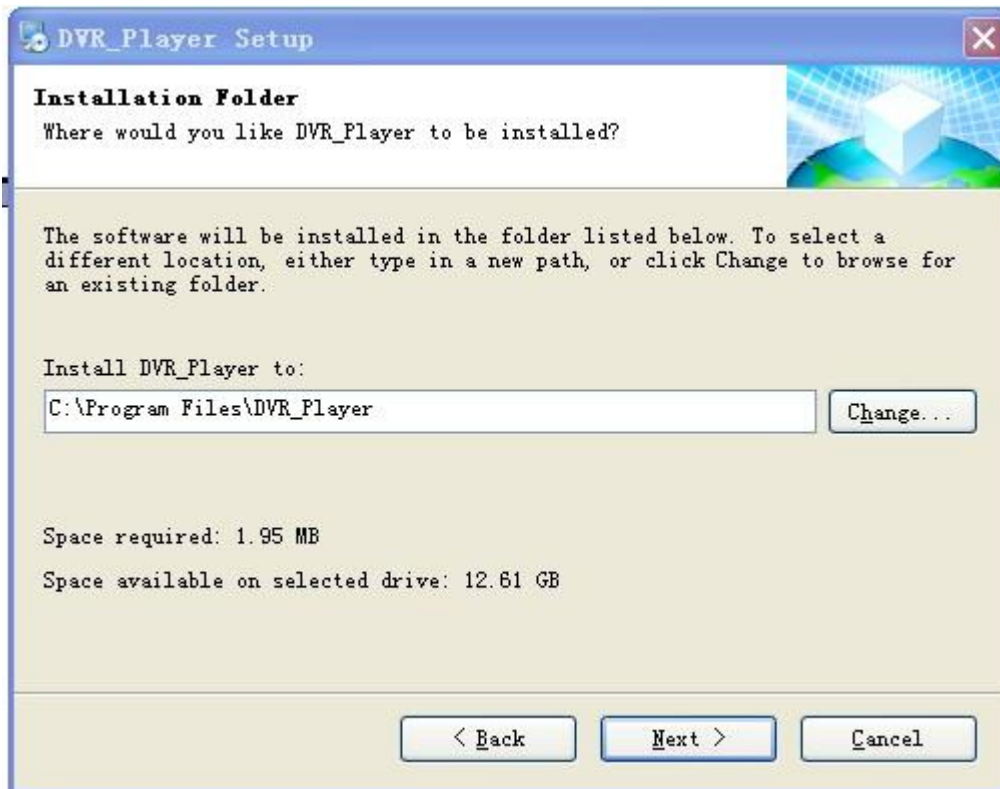 DVR_Player Setup
Installation Folder
Where would you like DVR_Player to be installed?
The software will be installed in the folder listed below. To select a
different location, either type in a new path, or click Change to browse for
an existing folder.
Install DVR_Player to:
C:\Program Files\DVR_Player
Change...
Space required: 1.95 MB
Space available on selected drive: 12.61 GB
< Back
Next >
Cancel